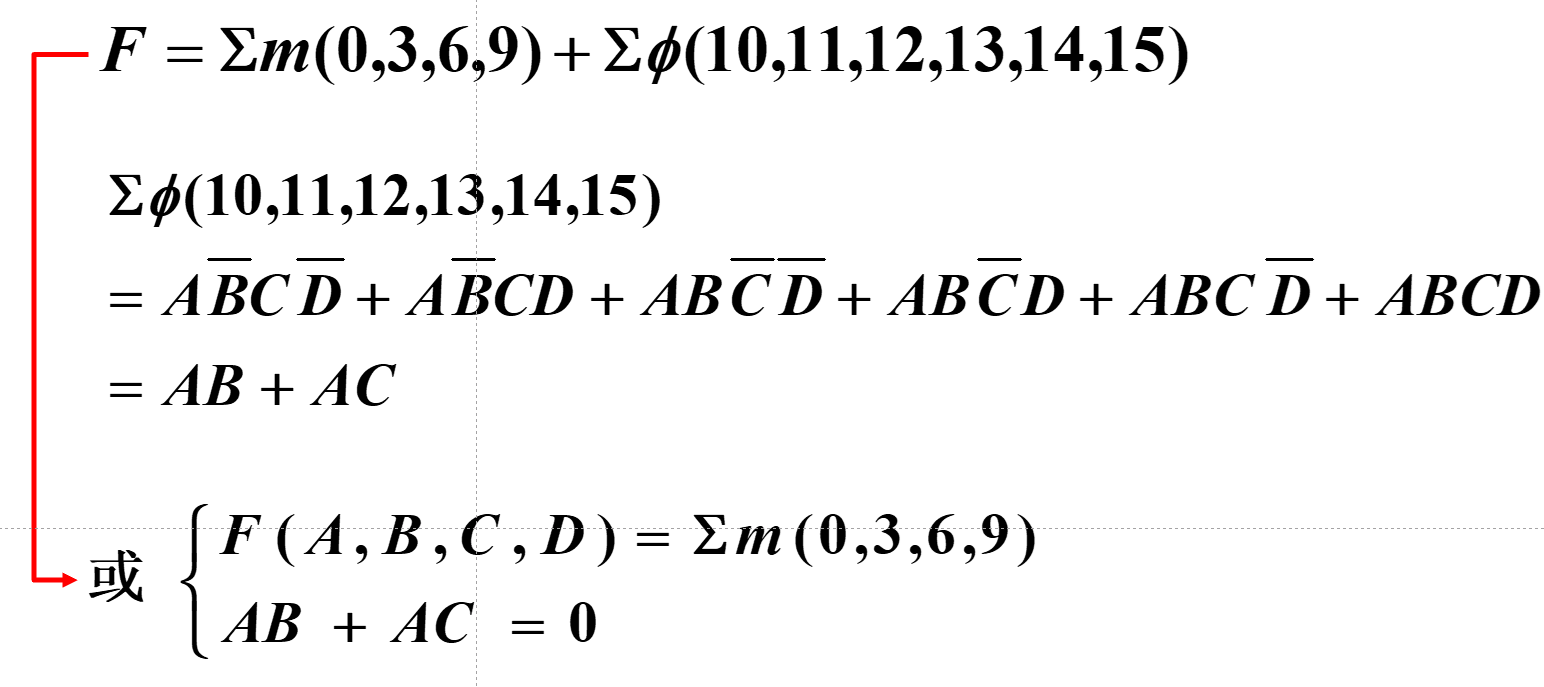 F = Σm(0,3,6,9) + Σϕ(10,11,12,13,14,15)
Σϕ(10,11,12,13,14,15)
= AB̅CD̅ + AB̅CD + ABC̅D̅ + ABC̅D + ABCD̅ + ABCD
= AB + AC
或 { F(A,B,C,D) = Σm(0,3,6,9)
AB + AC = 0